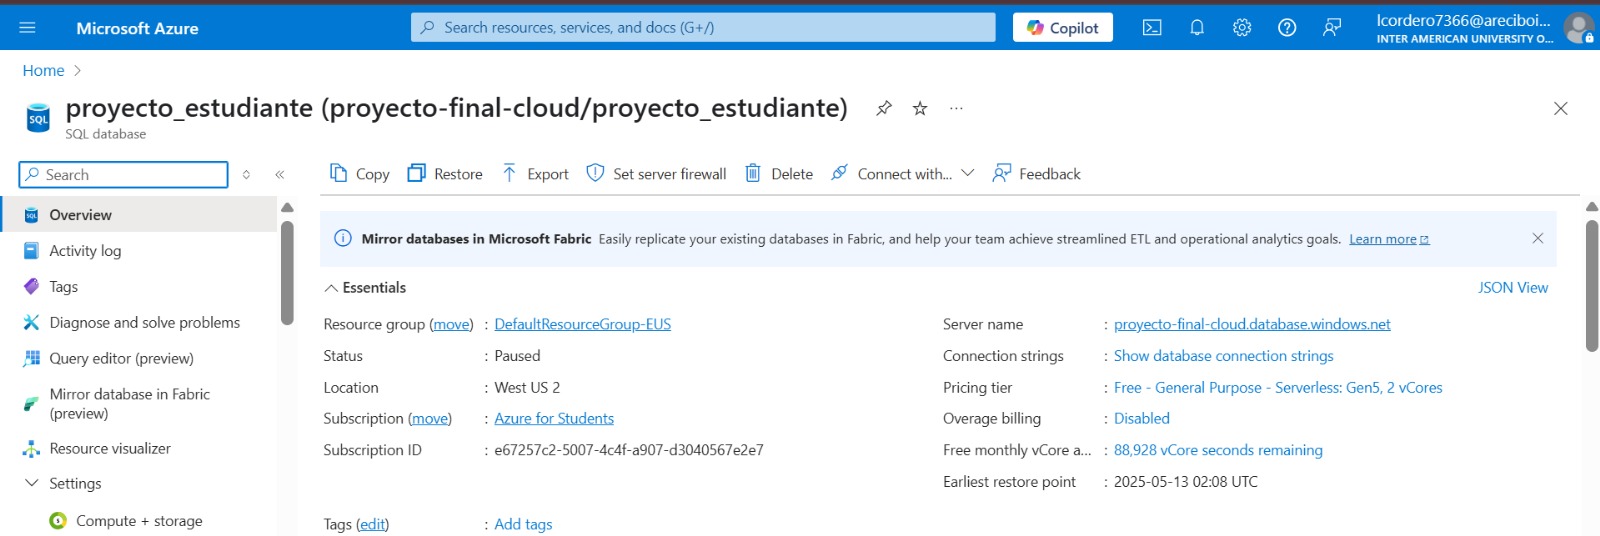 Microsoft Azure
Search resources, services, and docs (G+/)
Copilot
lcordero7366@areciboi...
INTER AMERICAN UNIVERSITY O...
Home
proyecto_estudiante (proyecto-final-cloud/proyecto_estudiante)
SQL
SQL database
Search
Copy
Restore
Export
Set server firewall
Delete
Connect with...
Feedback
Overview
Activity log
Tags
Diagnose and solve problems
Query editor (preview)
Mirror database in Fabric
(preview)
Resource visualizer
Settings
Compute + storage
Mirror databases in Microsoft Fabric Easily replicate your existing databases in Fabric, and help your team achieve streamlined ETL and operational analytics goals. Learn more
Essentials
JSON View
Resource group (move) : DefaultResourceGroup-EUS
Status : Paused
Location : West US 2
Subscription (move) : Azure for Students
Subscription ID : e67257c2-5007-4c4f-a907-d3040567e2e7
Server name : proyecto-final-cloud.database.windows.net
Connection strings : Show database connection strings
Pricing tier : Free - General Purpose - Serverless: Gen5, 2 vCores
Overage billing : Disabled
Free monthly vCore a... : 88,928 vCore seconds remaining
Earliest restore point : 2025-05-13 02:08 UTC
Tags (edit) : Add tags